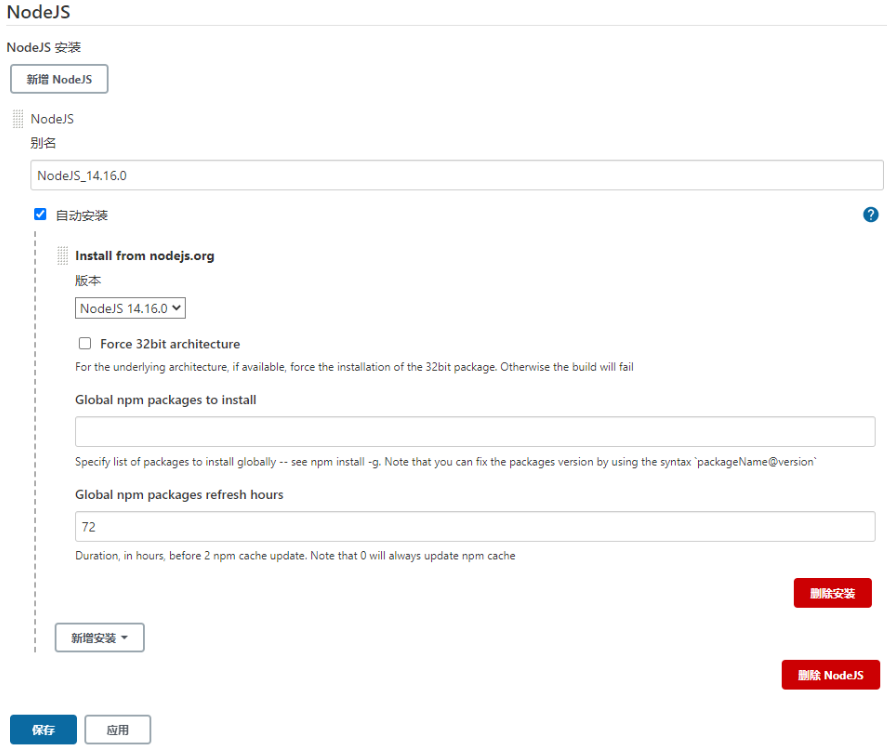 NodeJS
NodeJS 安装
新增 NodeJS
NodeJS
别名
NodeJS_14.16.0
自动安装
?
Install from nodejs.org
版本
NodeJS 14.16.0
Force 32bit architecture
For the underlying architecture, if available, force the installation of the 32bit package. Otherwise the build will fail
Global npm packages to install
Specify list of packages to install globally -- see npm install -g. Note that you can fix the packages version by using the syntax `packageName@version`
Global npm packages refresh hours
72
Duration, in hours, before 2 npm cache update. Note that 0 will always update npm cache
删除安装
新增安装
删除 NodeJS
保存 应用